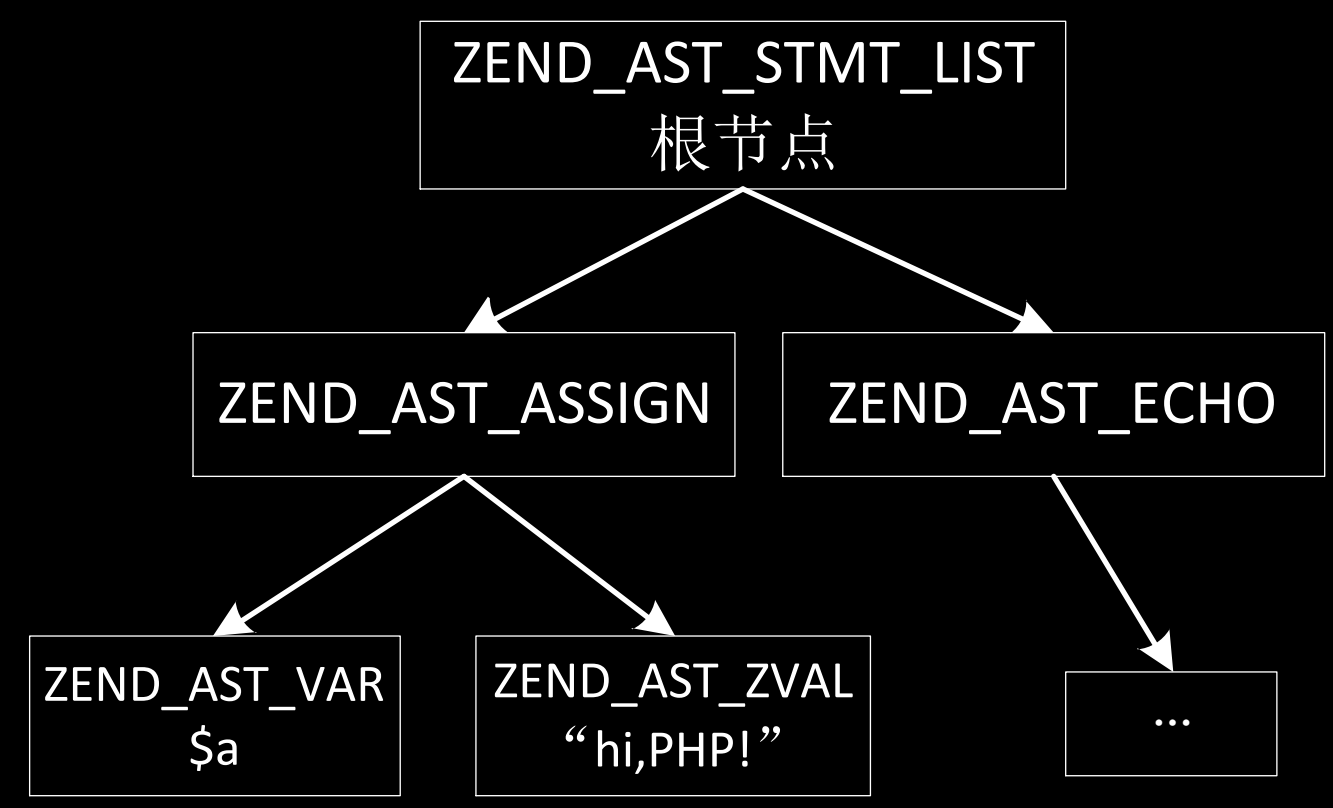 ZEND_AST_STMT_LIST
根节点
ZEND_AST_ASSIGN
ZEND_AST_ECHO
ZEND_AST_VAR
$a
ZEND_AST_ZVAL
“hi,PHP!”
...